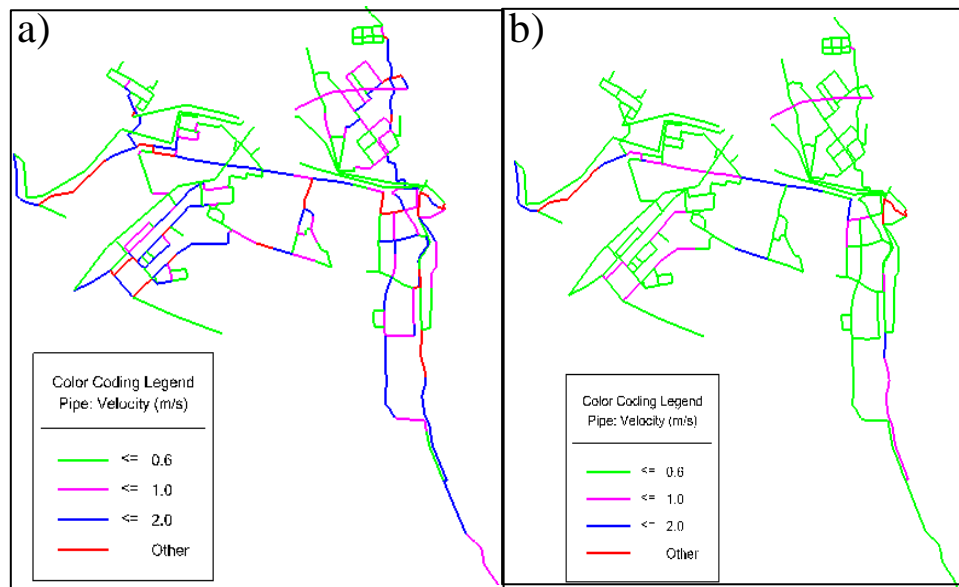 a)
b)
Color Coding Legend
Pipe: Velocity (m/s)
<= 0.6
<= 1.0
<= 2.0
Other
Color Coding Legend
Pipe: Velocity (m/s)
<= 0.6
<= 1.0
<= 2.0
Other